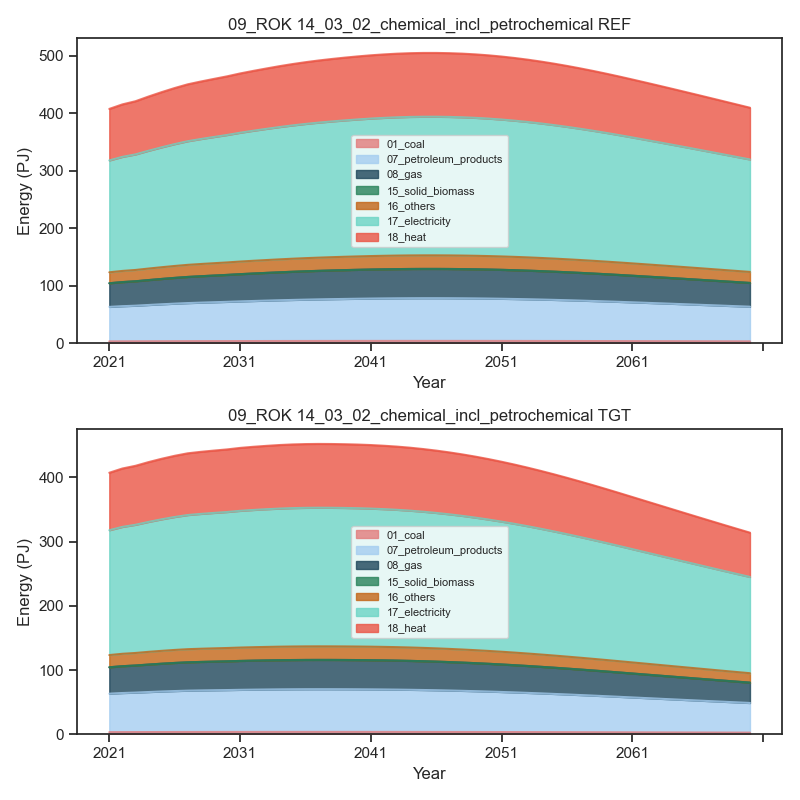 09_ROK 14_03_02_chemical_incl_petrochemical REF
Energy (PJ)
500
400
300
200
100
0
01_coal
07_petroleum_products
08_gas
15_solid_biomass
16_others
17_electricity
18_heat
2021 2031 2041 2051 2061
Year
09_ROK 14_03_02_chemical_incl_petrochemical TGT
Energy (PJ)
400
300
200
100
0
01_coal
07_petroleum_products
08_gas
15_solid_biomass
16_others
17_electricity
18_heat
2021 2031 2041 2051 2061
Year